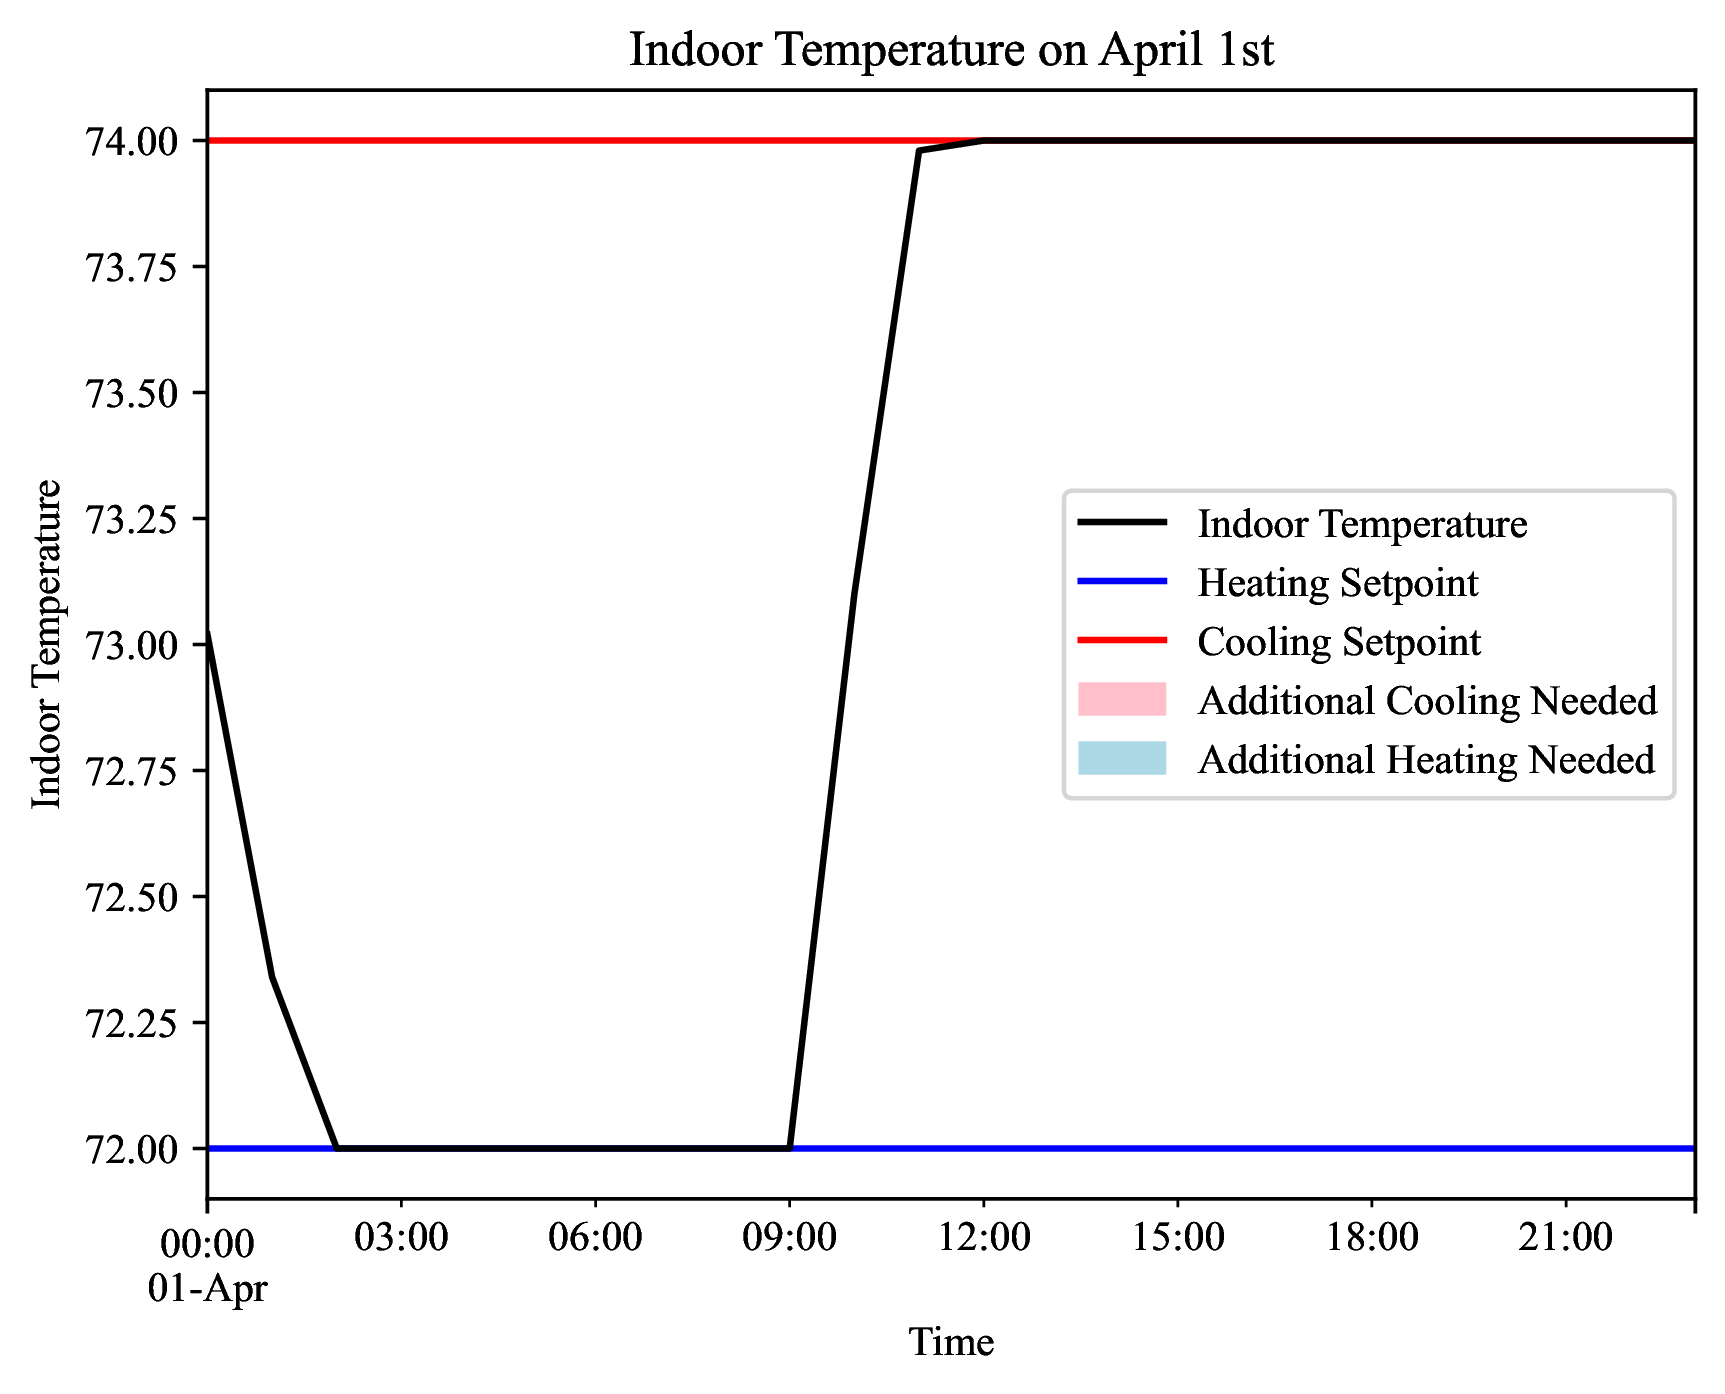 Indoor Temperature on April 1st
74.00
73.75
73.50
73.25
73.00
72.75
72.50
72.25
72.00
Indoor Temperature
Indoor Temperature
Heating Setpoint
Cooling Setpoint
Additional Cooling Needed
Additional Heating Needed
00:00 03:00 06:00 09:00 12:00 15:00 18:00 21:00
01-Apr
Time